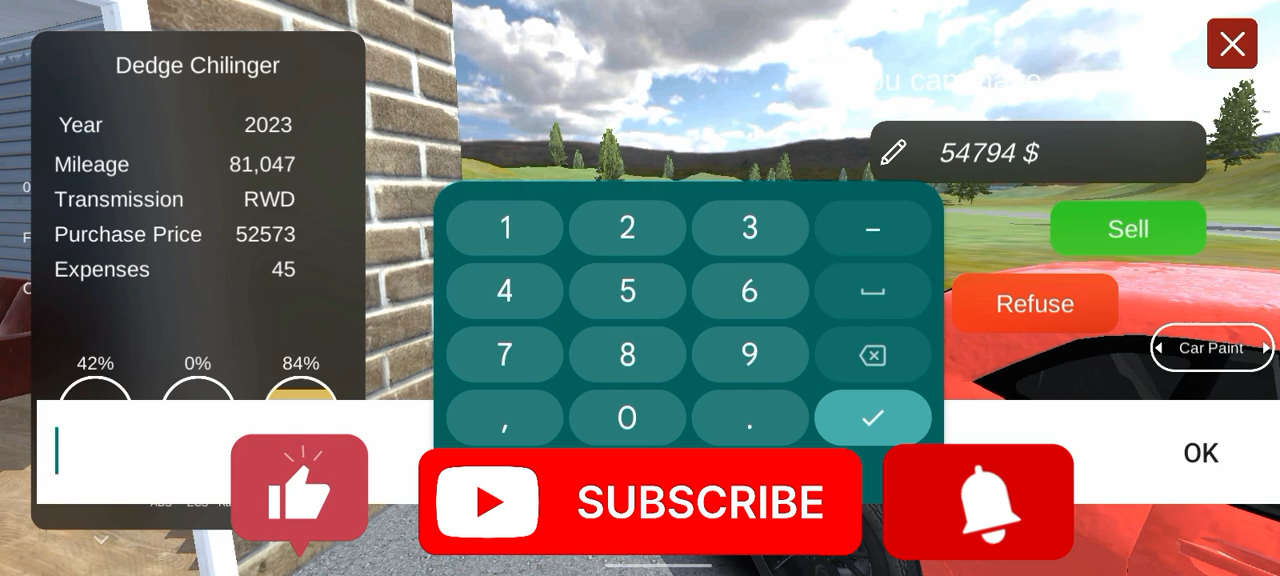 Dedge Chilinger
Year 2023
Mileage 81,047
Transmission RWD
Purchase Price 52573
Expenses 45
42% 0% 84%
54794 $
Sell
Refuse
Car Paint
1 2 3 –
4 5 6
7 8 9
, 0 .
OK
SUBSCRIBE